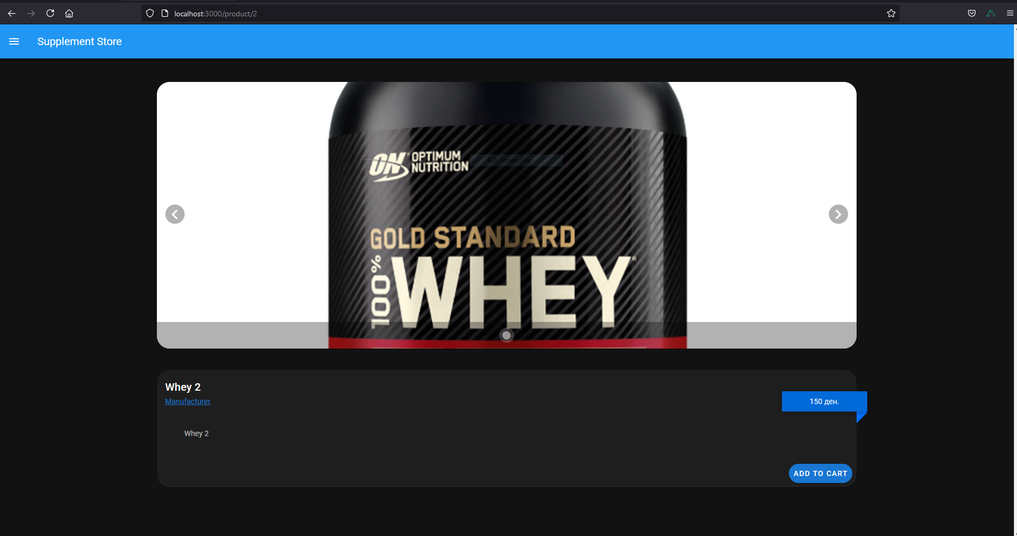 localhost:3000/product/2
Supplement Store
ON OPTIMUM
NUTRITION
GOLD STANDARD
100% WHEY
Whey 2
Manufacturer
150 ден.
Whey 2
ADD TO CART